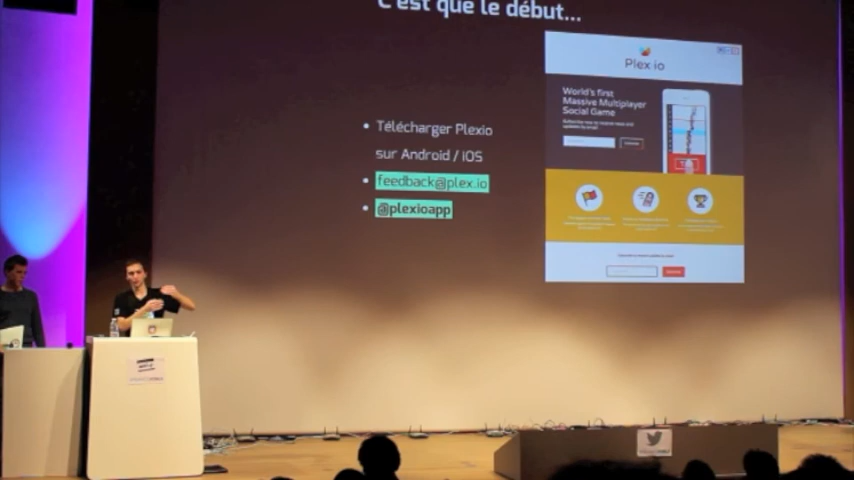 C'est que le début...
• Télécharger Plexio
sur Android / iOS
• feedback@plex.io
• @plexioapp
Plex io
World's first
Massive Multiplayer
Social Game